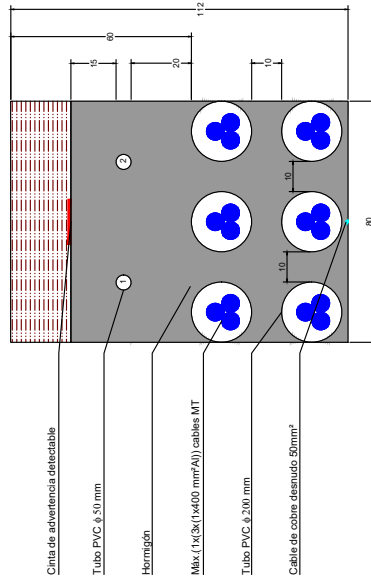 112
60
15
20
10
10
10
80
1
2
Cinta de advertencia detectable
Tubo PVC ϕ 50 mm
Hormigón
Máx.(1x(3x(1x400 mm²Al)) cables MT
Tubo PVC ϕ 200 mm
Cable de cobre desnudo 50mm²